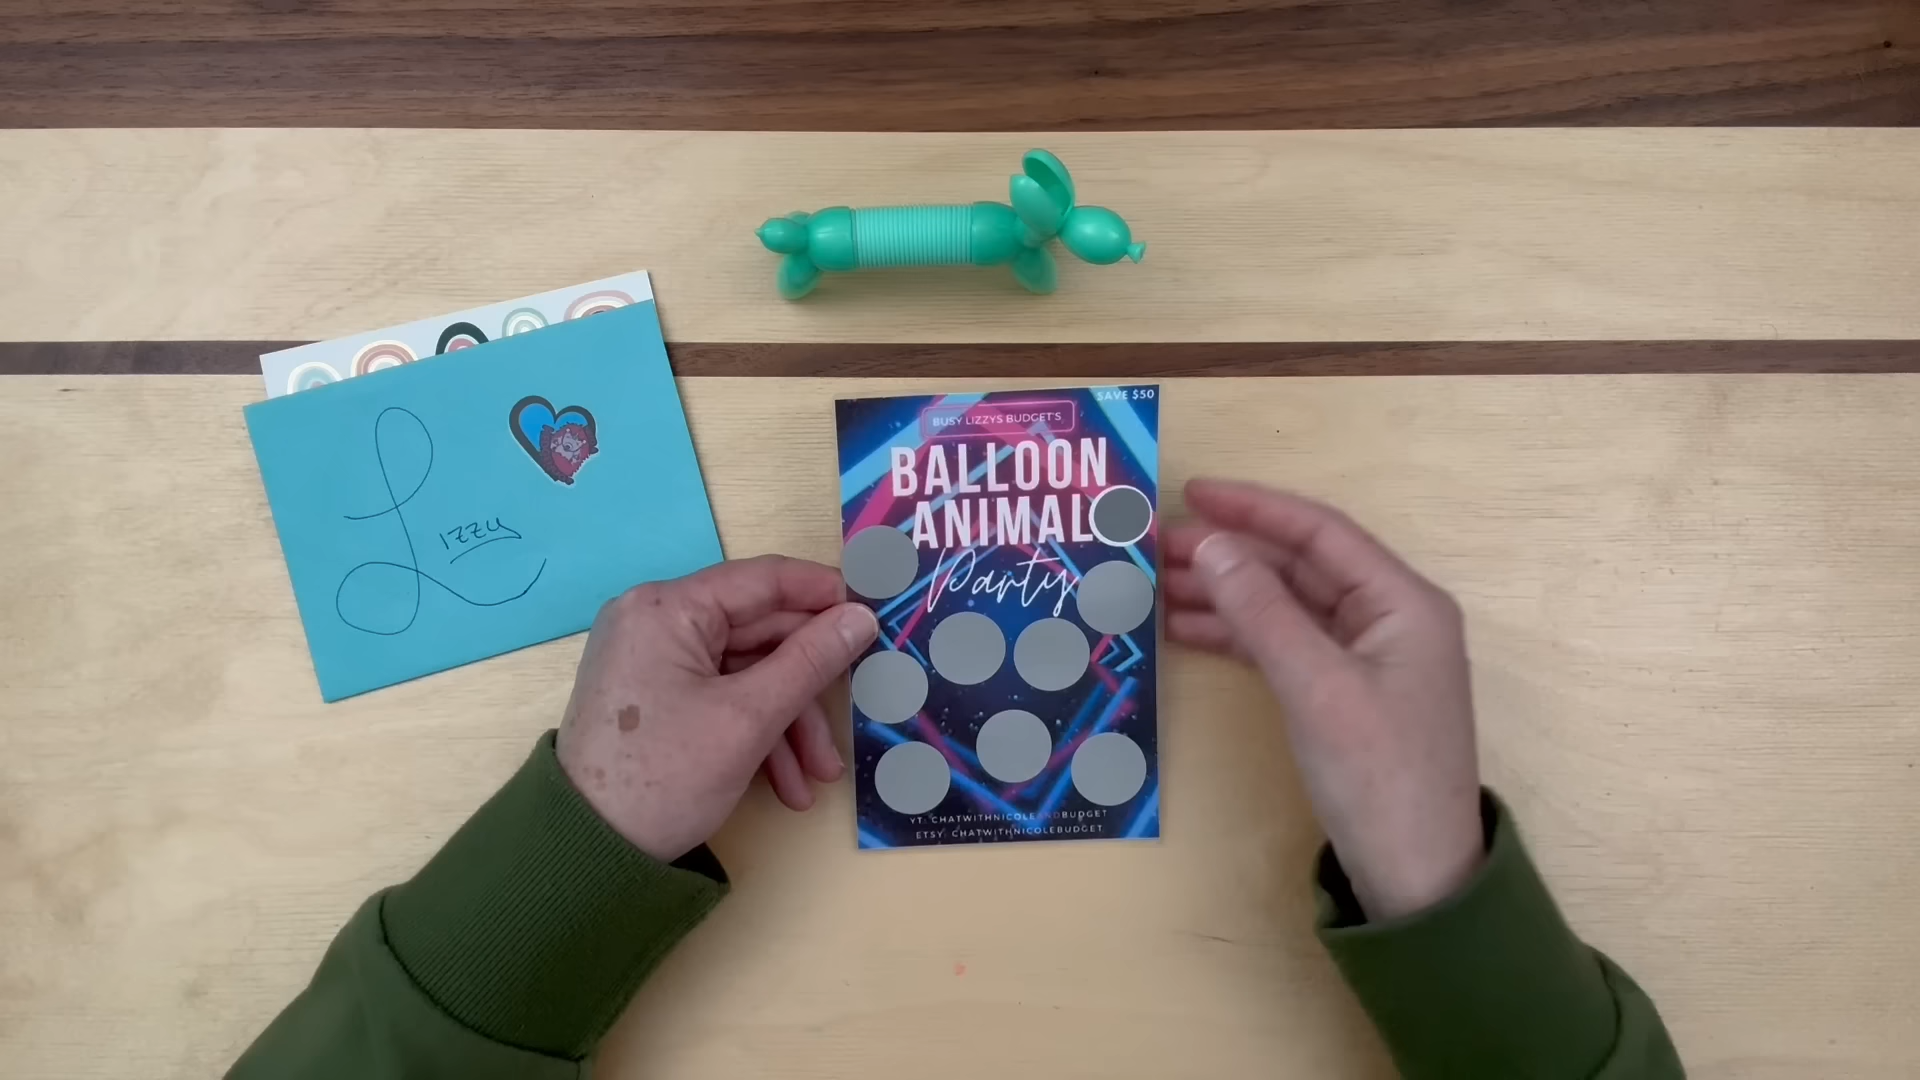 Lizzy
SAVE $50
BUSY LIZZYS BUDGET'S
BALLOON
ANIMAL
Party
YT: CHATWITHNICOLEANDBUDGET
ETSY: CHATWITHNICOLEBUDGET